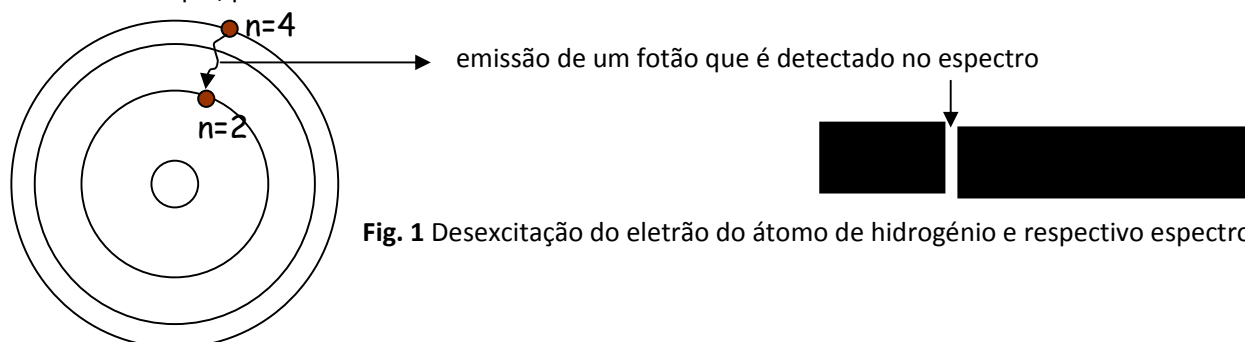 n=4
emissão de um fotão que é detectado no espectro
n=2
Fig. 1 Desexcitação do eletrão do átomo de hidrogénio e respectivo espectro